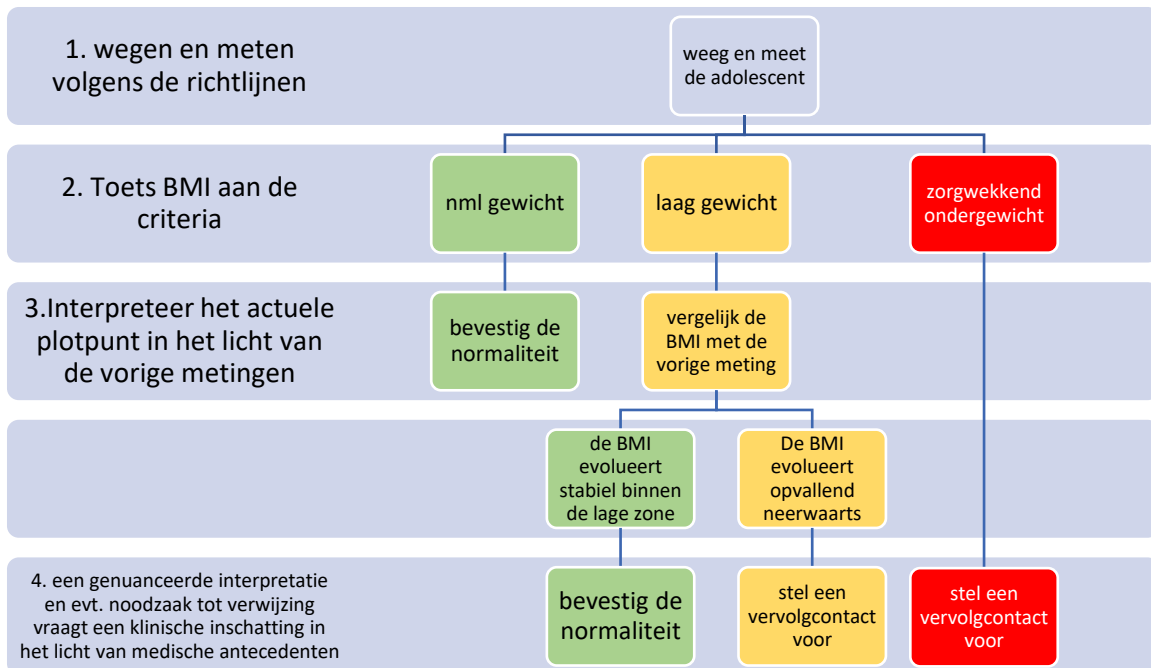 1. wegen en meten
volgens de richtlijnen
weeg en meet
de adolescent
2. Toets BMI aan de
criteria
nml gewicht
laag gewicht
zorgwekkend
ondergewicht
3.Interpreteer het actuele
plotpunt in het licht van
de vorige metingen
bevestig de
normaliteit
vergelijk de
BMI met de
vorige meting
de BMI
evolueert
stabiel binnen
de lage zone
De BMI
evolueert
opvallend
neerwaarts
4. een genuanceerde interpretatie
en evt. noodzaak tot verwijzing
vraagt een klinische inschatting in
het licht van medische antecedenten
bevestig de
normaliteit
stel een
vervolgcontact
voor
stel een
vervolgcontact
voor